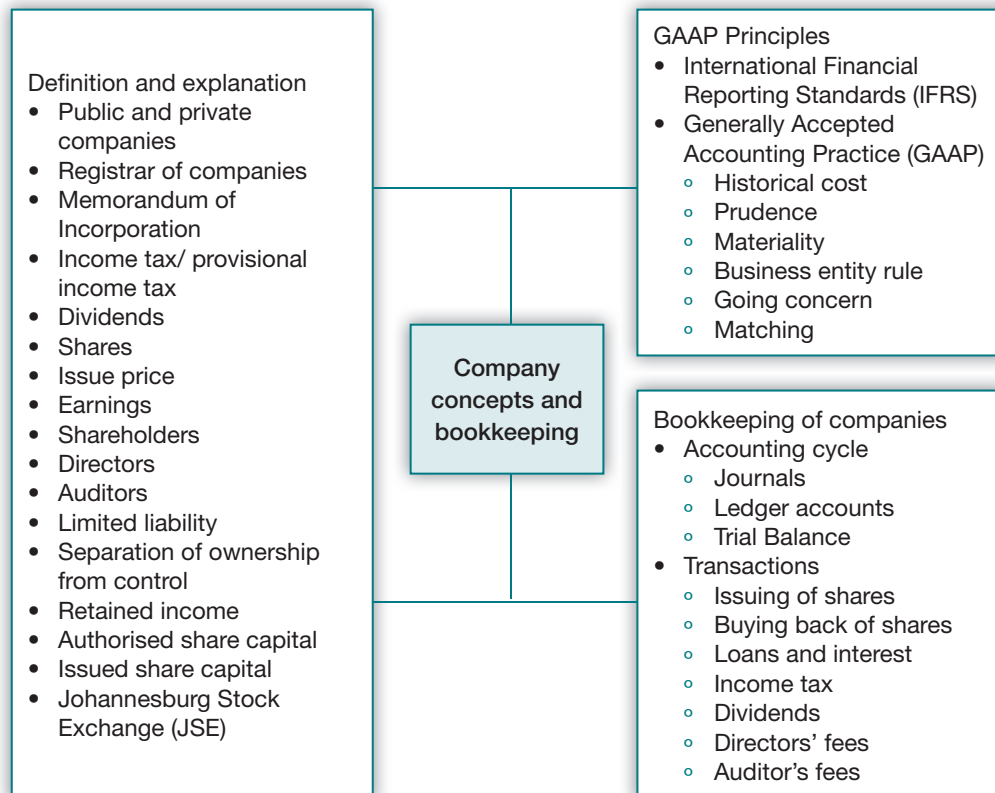 Definition and explanation
• Public and private
companies
• Registrar of companies
• Memorandum of
Incorporation
• Income tax/ provisional
income tax
• Dividends
• Shares
• Issue price
• Earnings
• Shareholders
• Directors
• Auditors
• Limited liability
• Separation of ownership
from control
• Retained income
• Authorised share capital
• Issued share capital
• Johannesburg Stock
Exchange (JSE)
Company
concepts and
bookkeeping
GAAP Principles
• International Financial
Reporting Standards (IFRS)
• Generally Accepted
Accounting Practice (GAAP)
o Historical cost
o Prudence
o Materiality
o Business entity rule
o Going concern
o Matching
Bookkeeping of companies
• Accounting cycle
o Journals
o Ledger accounts
o Trial Balance
• Transactions
o Issuing of shares
o Buying back of shares
o Loans and interest
o Income tax
o Dividends
o Directors’ fees
o Auditor’s fees